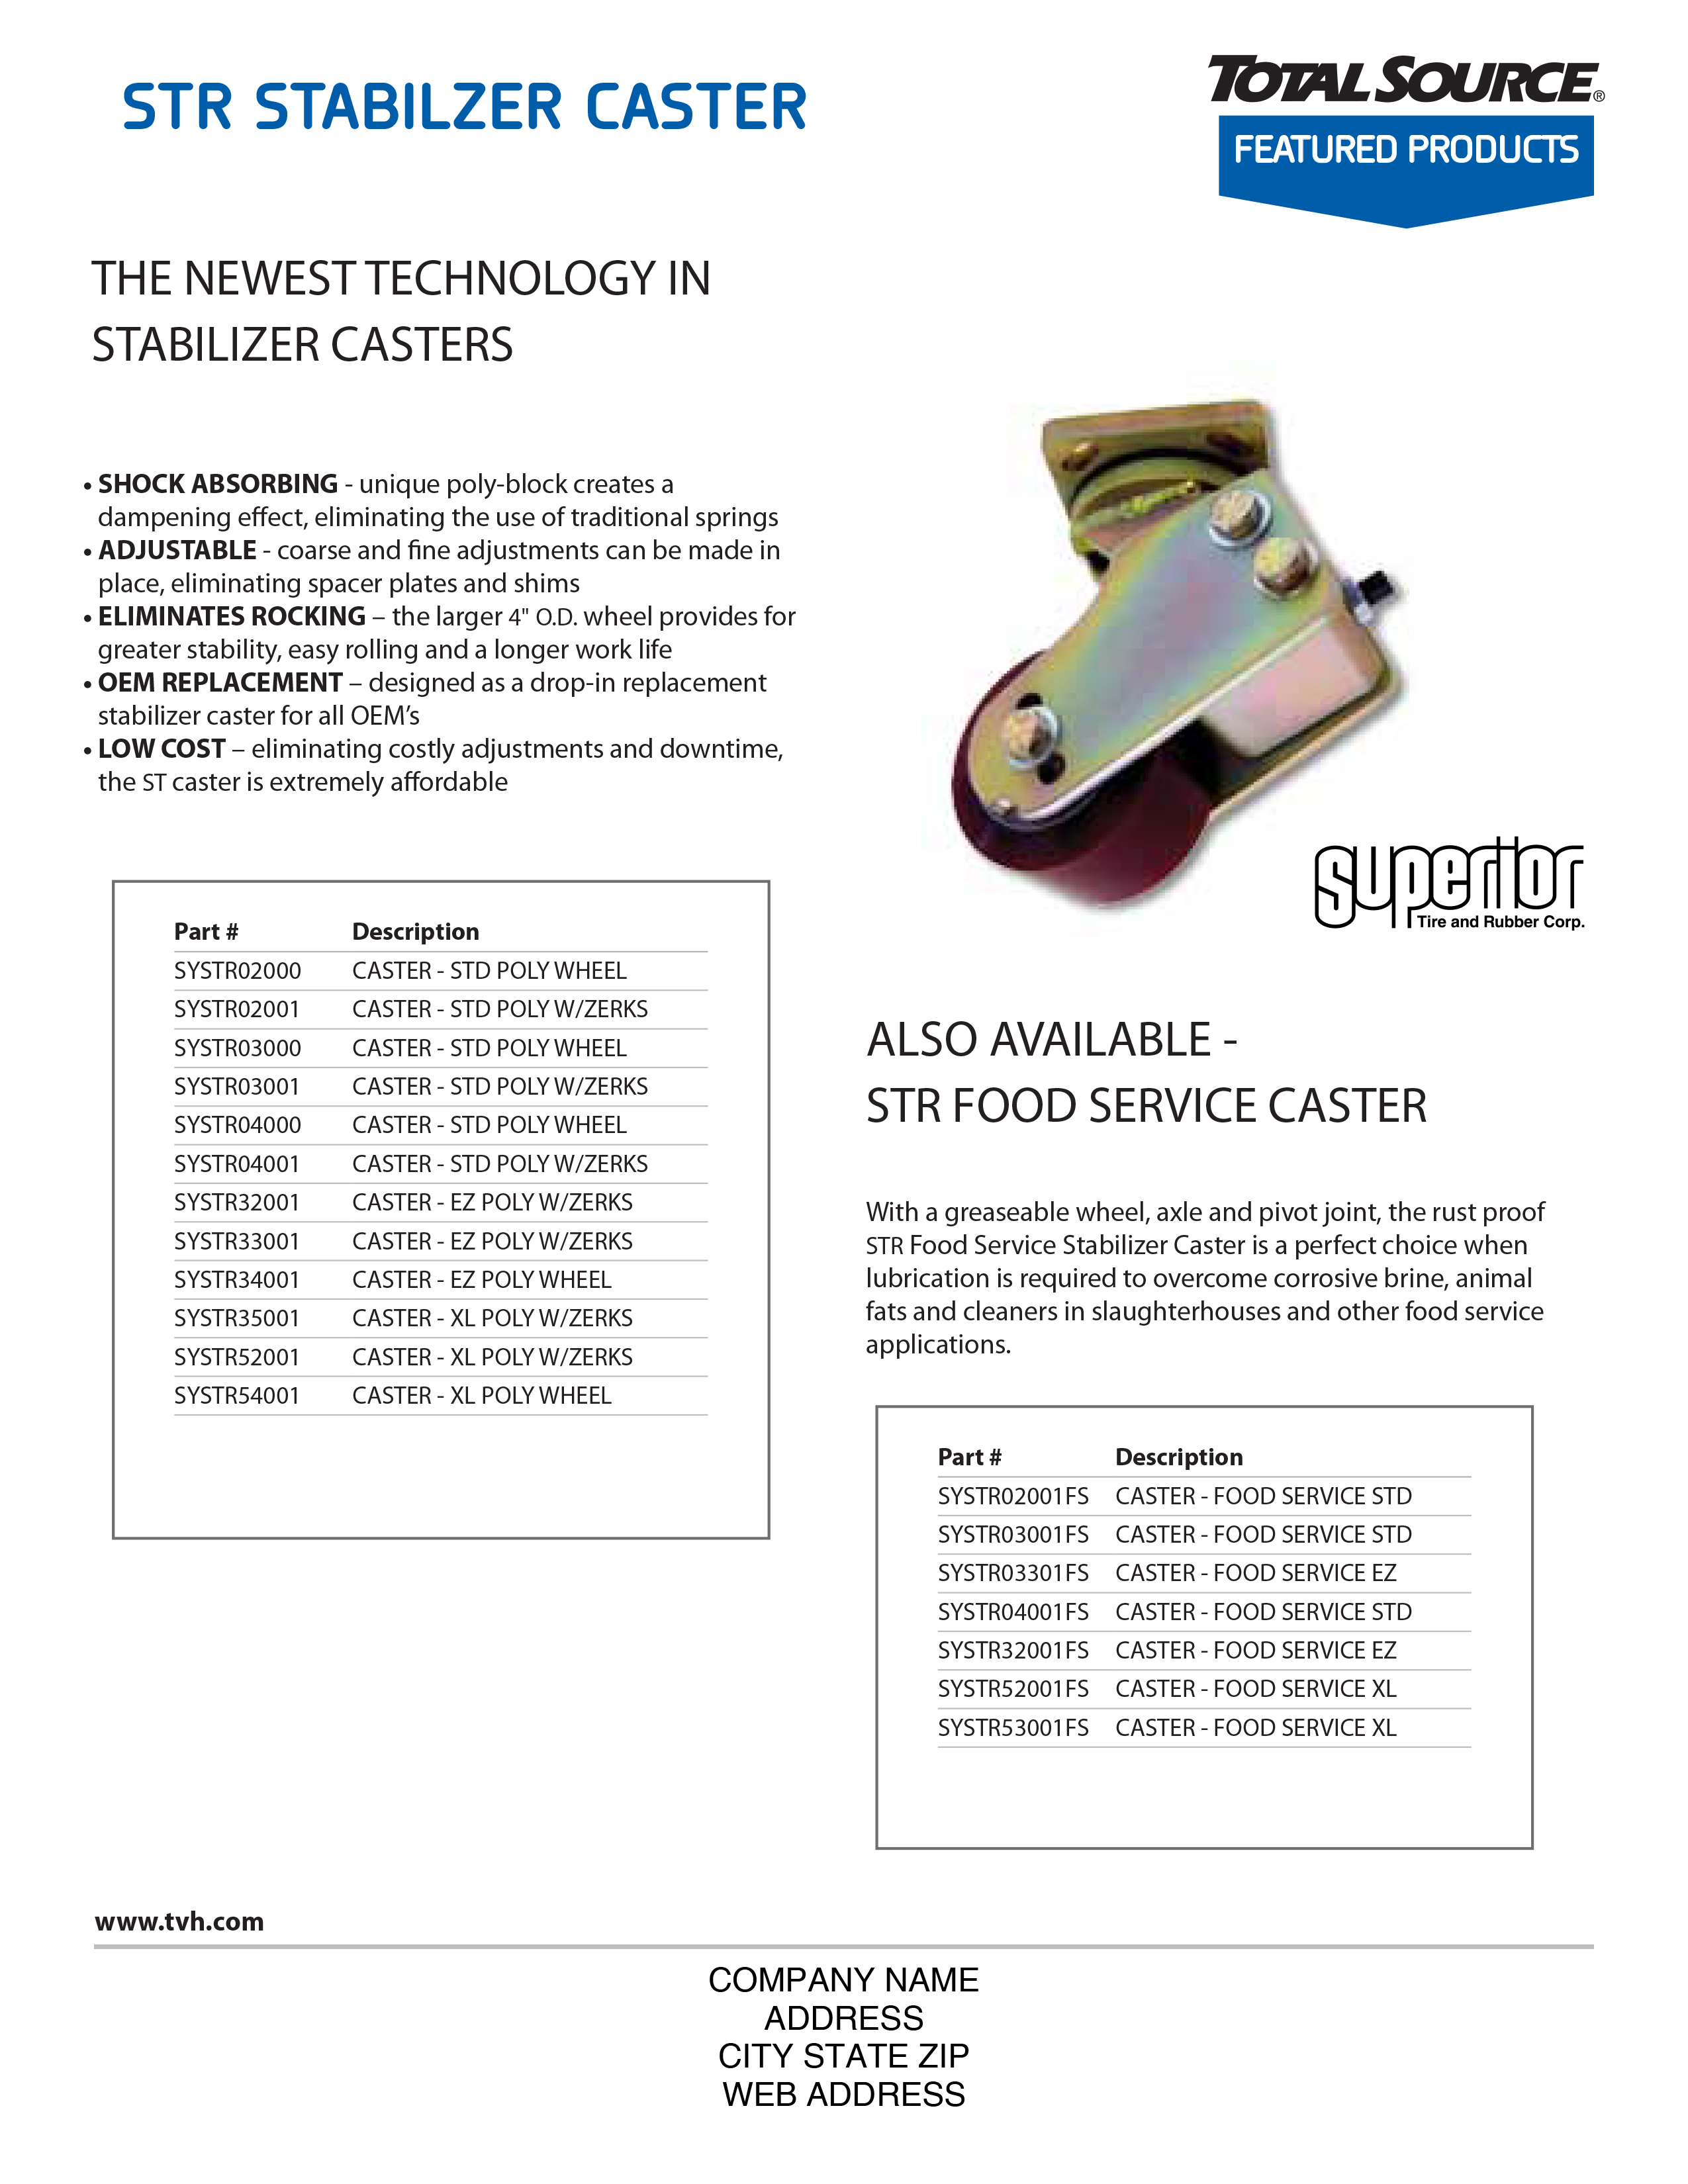 STR STABILZER CASTER
TOTALSOURCE®
FEATURED PRODUCTS
THE NEWEST TECHNOLOGY IN
STABILIZER CASTERS
• SHOCK ABSORBING - unique poly-block creates a
dampening effect, eliminating the use of traditional springs
• ADJUSTABLE - coarse and fine adjustments can be made in
place, eliminating spacer plates and shims
• ELIMINATES ROCKING – the larger 4" O.D. wheel provides for
greater stability, easy rolling and a longer work life
• OEM REPLACEMENT – designed as a drop-in replacement
stabilizer caster for all OEM’s
• LOW COST – eliminating costly adjustments and downtime,
the ST caster is extremely affordable
superior
Tire and Rubber Corp.
Part # Description
SYSTR02000 CASTER - STD POLY WHEEL
SYSTR02001 CASTER - STD POLY W/ZERKS
SYSTR03000 CASTER - STD POLY WHEEL
SYSTR03001 CASTER - STD POLY W/ZERKS
SYSTR04000 CASTER - STD POLY WHEEL
SYSTR04001 CASTER - STD POLY W/ZERKS
SYSTR32001 CASTER - EZ POLY W/ZERKS
SYSTR33001 CASTER - EZ POLY W/ZERKS
SYSTR34001 CASTER - EZ POLY WHEEL
SYSTR35001 CASTER - XL POLY W/ZERKS
SYSTR52001 CASTER - XL POLY W/ZERKS
SYSTR54001 CASTER - XL POLY WHEEL
ALSO AVAILABLE -
STR FOOD SERVICE CASTER
With a greaseable wheel, axle and pivot joint, the rust proof
STR Food Service Stabilizer Caster is a perfect choice when
lubrication is required to overcome corrosive brine, animal
fats and cleaners in slaughterhouses and other food service
applications.
Part # Description
SYSTR02001FS CASTER - FOOD SERVICE STD
SYSTR03001FS CASTER - FOOD SERVICE STD
SYSTR03301FS CASTER - FOOD SERVICE EZ
SYSTR04001FS CASTER - FOOD SERVICE STD
SYSTR32001FS CASTER - FOOD SERVICE EZ
SYSTR52001FS CASTER - FOOD SERVICE XL
SYSTR53001FS CASTER - FOOD SERVICE XL
www.tvh.com
COMPANY NAME
ADDRESS
CITY STATE ZIP
WEB ADDRESS